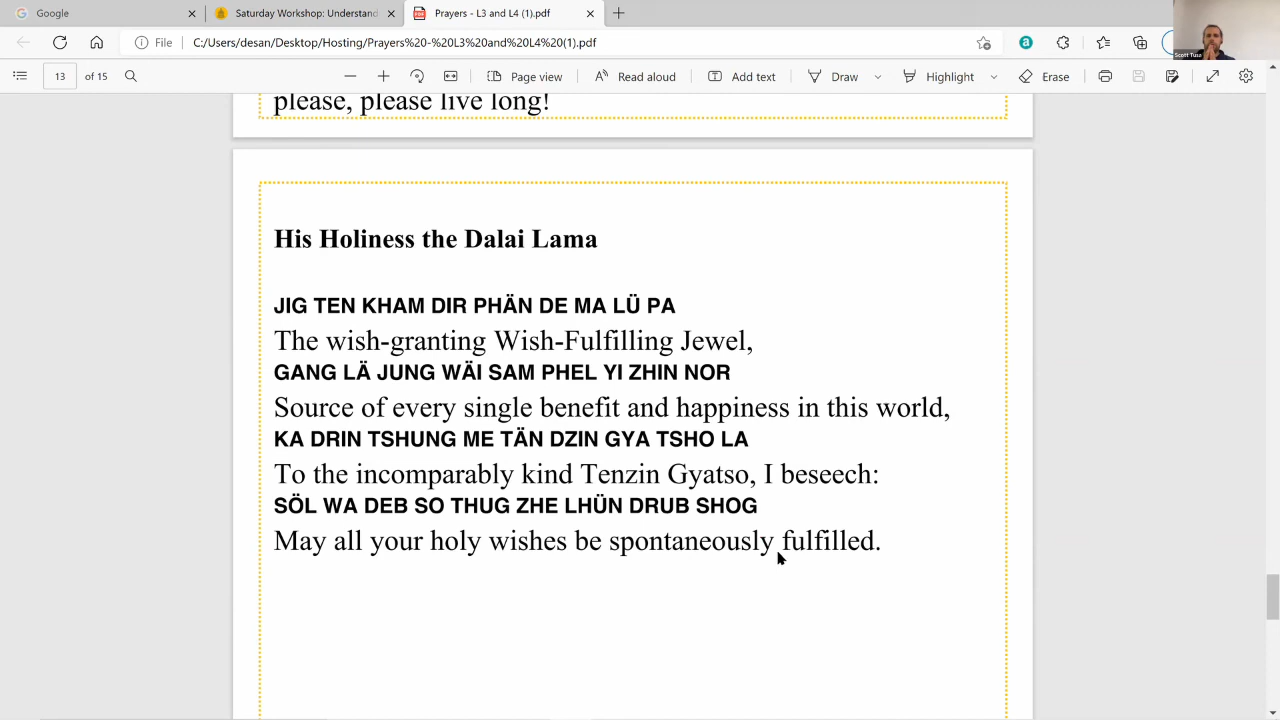 Google
Saturday Workshop: Understand
Prayers - L3 and L4 (1).pdf
File
C:/Users/desan/Desktop/Hosting/Prayers%20-%20L3%20and%20L4%20(1).pdf
Scott Tusa
13 of 15
Page view
Read aloud
Add text
Draw
Highlight
Erase
please, please live long!
His Holiness the Dalai Lama
JIG TEN KHAM DIR PHÄN DE MA LÜ PA
The wish-granting Wish-Fulfilling Jewel,
GANG LÄ JUNG WÄI SAM PHEL YI ZHIN NOR
Source of every single benefit and happiness in this world,
KA DRIN TSHUNG ME TÄN DZIN GYA TSHO LA
To the incomparably kind Tenzin Gyatso, I beseech:
SÖL WA DEB SO THUG ZHE LHÜN DRUB SHOG
May all your holy wishes be spontaneously fulfilled.